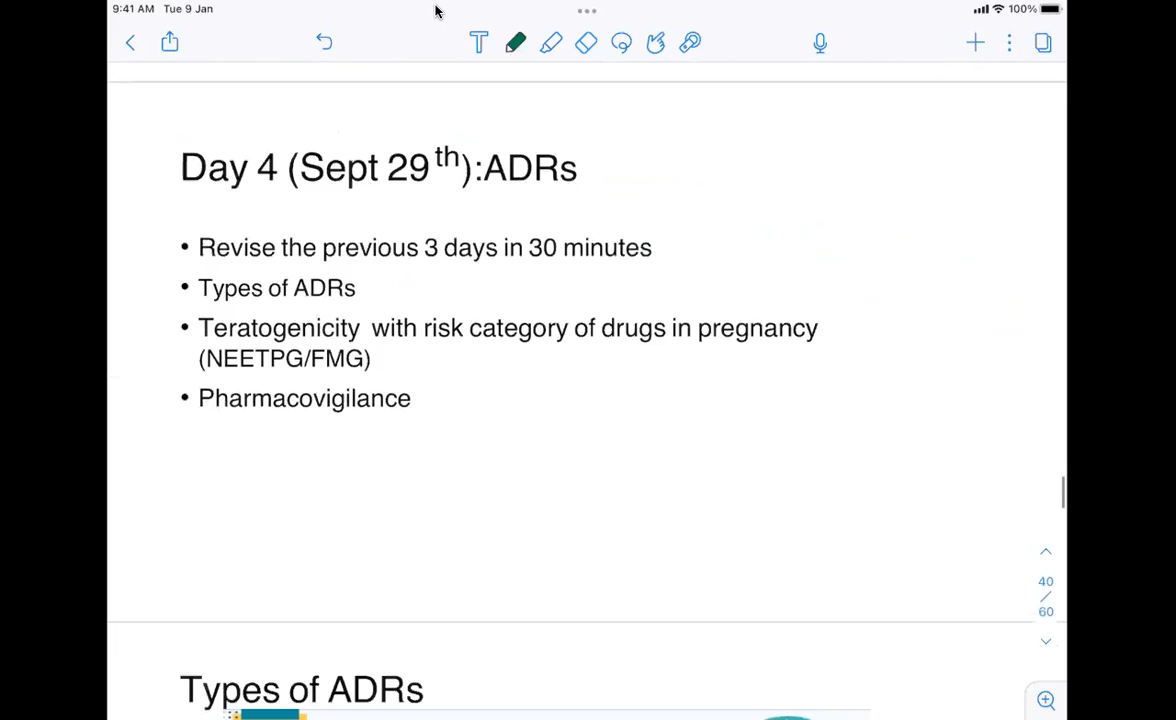 9:41 AM Tue 9 Jan
100%
Day 4 (Sept 29th):ADRs
• Revise the previous 3 days in 30 minutes
• Types of ADRs
• Teratogenicity with risk category of drugs in pregnancy
(NEETPG/FMG)
• Pharmacovigilance
40
/
60
Types of ADRs